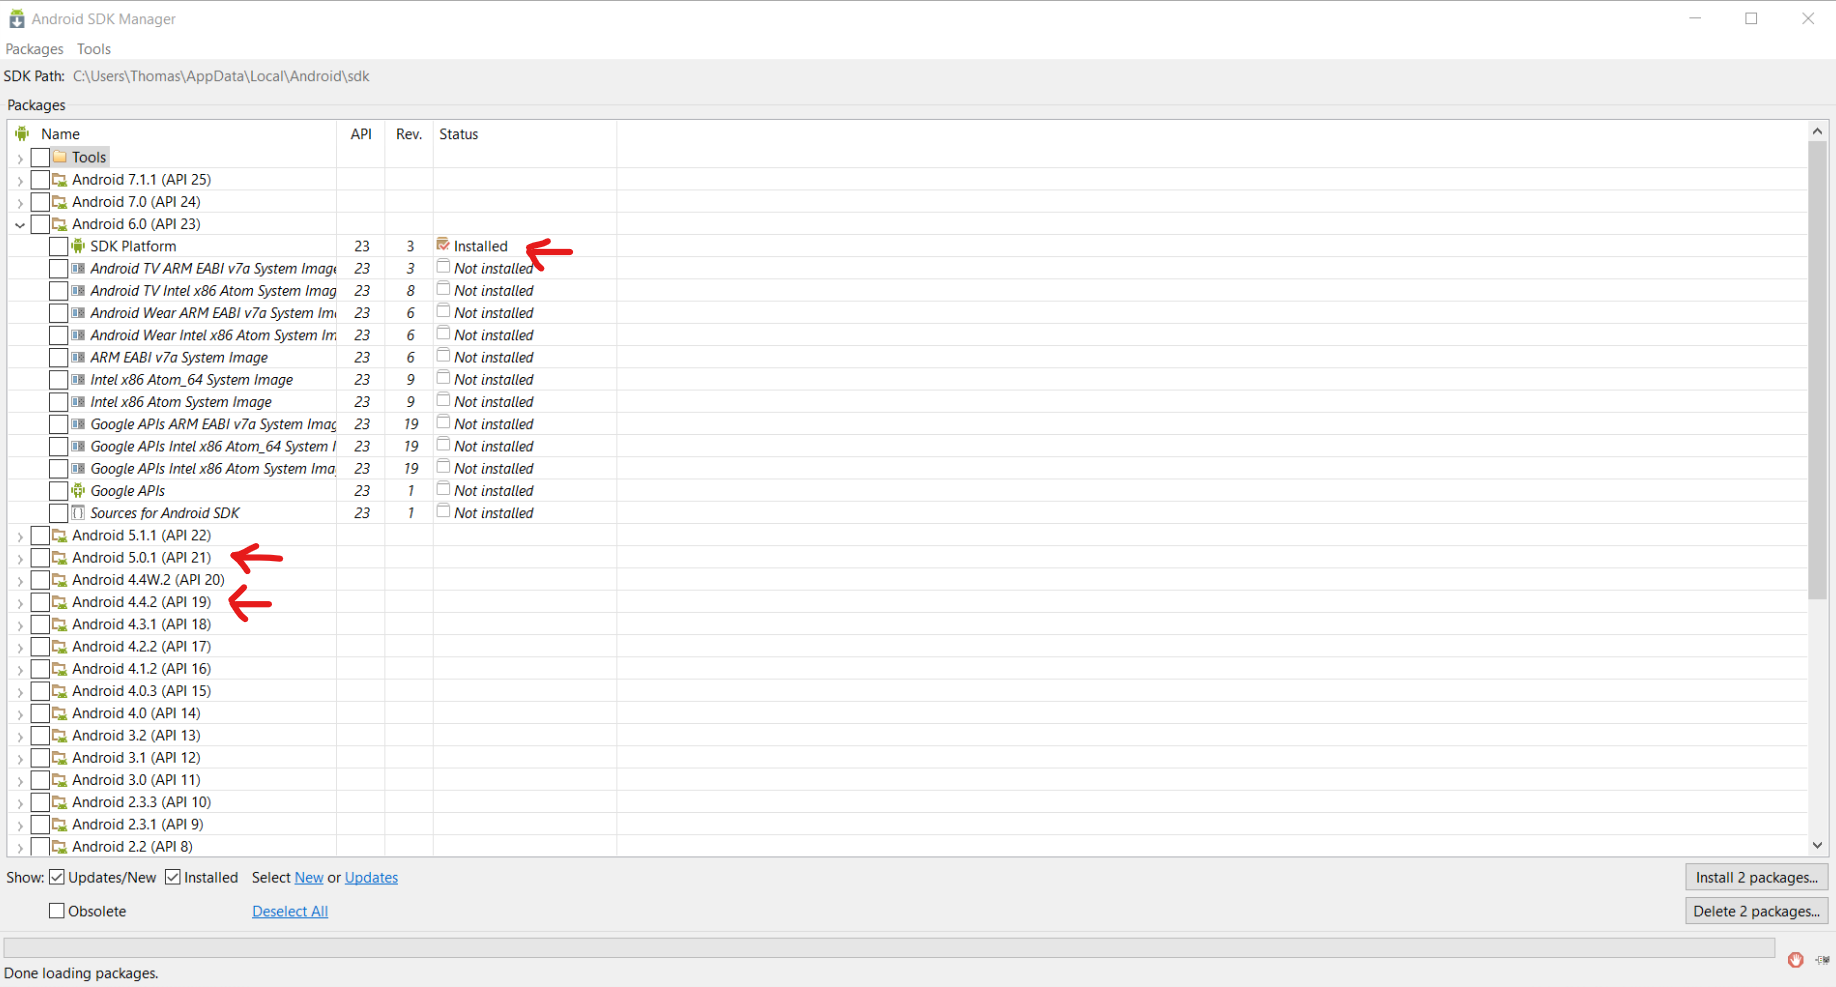 Android SDK Manager
Packages Tools
SDK Path: C:\Users\Thomas\AppData\Local\Android\sdk
Packages
Name API Rev. Status
Tools
Android 7.1.1 (API 25)
Android 7.0 (API 24)
Android 6.0 (API 23)
SDK Platform 23 3 Installed
Android TV ARM EABI v7a System Image 23 3 Not installed
Android TV Intel x86 Atom System Imag 23 8 Not installed
Android Wear ARM EABI v7a System Im 23 6 Not installed
Android Wear Intel x86 Atom System Im 23 6 Not installed
ARM EABI v7a System Image 23 6 Not installed
Intel x86 Atom_64 System Image 23 9 Not installed
Intel x86 Atom System Image 23 9 Not installed
Google APIs ARM EABI v7a System Imag 23 19 Not installed
Google APIs Intel x86 Atom_64 System I 23 19 Not installed
Google APIs Intel x86 Atom System Ima 23 19 Not installed
Google APIs 23 1 Not installed
Sources for Android SDK 23 1 Not installed
Android 5.1.1 (API 22)
Android 5.0.1 (API 21)
Android 4.4W.2 (API 20)
Android 4.4.2 (API 19)
Android 4.3.1 (API 18)
Android 4.2.2 (API 17)
Android 4.1.2 (API 16)
Android 4.0.3 (API 15)
Android 4.0 (API 14)
Android 3.2 (API 13)
Android 3.1 (API 12)
Android 3.0 (API 11)
Android 2.3.3 (API 10)
Android 2.3.1 (API 9)
Android 2.2 (API 8)
Show: Updates/New Installed Select New or Updates Install 2 packages...
Obsolete Deselect All Delete 2 packages...
Done loading packages.